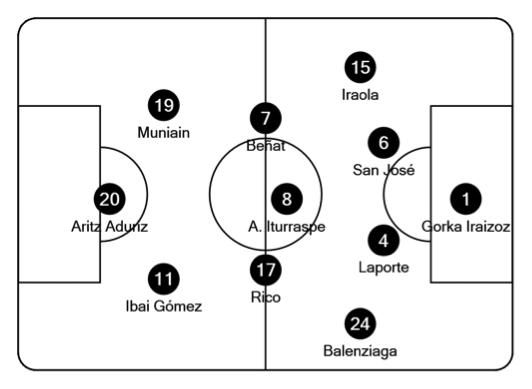 15
Iraola
19
Muniain
7
Beñat
6
San José
20
Aritz Aduriz
8
A. Iturraspe
1
Gorka Iraizoz
4
Laporte
11
Ibai Gómez
17
Rico
24
Balenziaga